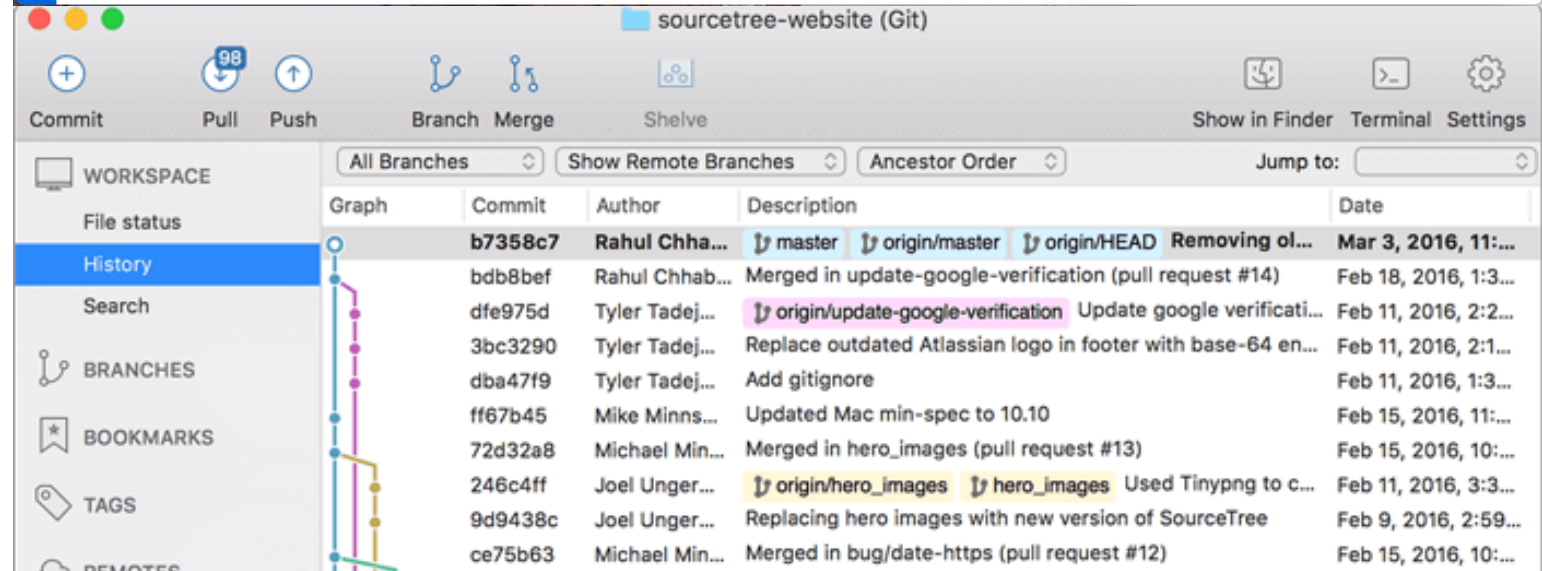 sourcetree-website (Git)
98
Commit Pull Push Branch Merge Shelve Show in Finder Terminal Settings
WORKSPACE
File status
History
Search
BRANCHES
BOOKMARKS
TAGS
REMOTES
All Branches Show Remote Branches Ancestor Order Jump to:
Graph Commit Author Description Date
b7358c7 Rahul Chha... master origin/master origin/HEAD Removing ol... Mar 3, 2016, 11:...
bdb8bef Rahul Chhab... Merged in update-google-verification (pull request #14) Feb 18, 2016, 1:3...
dfe975d Tyler Tadej... origin/update-google-verification Update google verificati... Feb 11, 2016, 2:2...
3bc3290 Tyler Tadej... Replace outdated Atlassian logo in footer with base-64 en... Feb 11, 2016, 2:1...
dba47f9 Tyler Tadej... Add gitignore Feb 11, 2016, 1:3...
ff67b45 Mike Minns... Updated Mac min-spec to 10.10 Feb 15, 2016, 11:...
72d32a8 Michael Min... Merged in hero_images (pull request #13) Feb 15, 2016, 10:...
246c4ff Joel Unger... origin/hero_images hero_images Used Tinypng to c... Feb 11, 2016, 3:3...
9d9438c Joel Unger... Replacing hero images with new version of SourceTree Feb 9, 2016, 2:59...
ce75b63 Michael Min... Merged in bug/date-https (pull request #12) Feb 15, 2016, 10:...